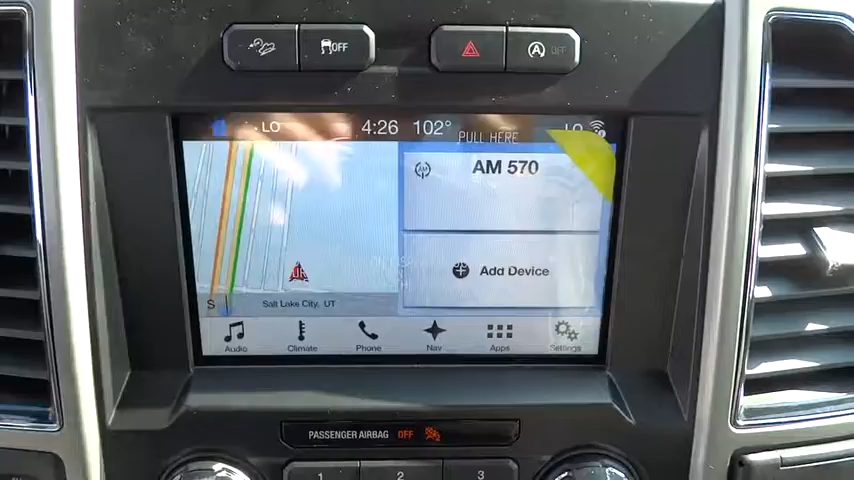 OFF
A OFF
LO 4:26 102° LO
PULL HERE
AM
AM 570
Add Device
S
Salt Lake City, UT
Audio Climate Phone Nav Apps Settings
PASSENGER AIRBAG OFF
1 2 3